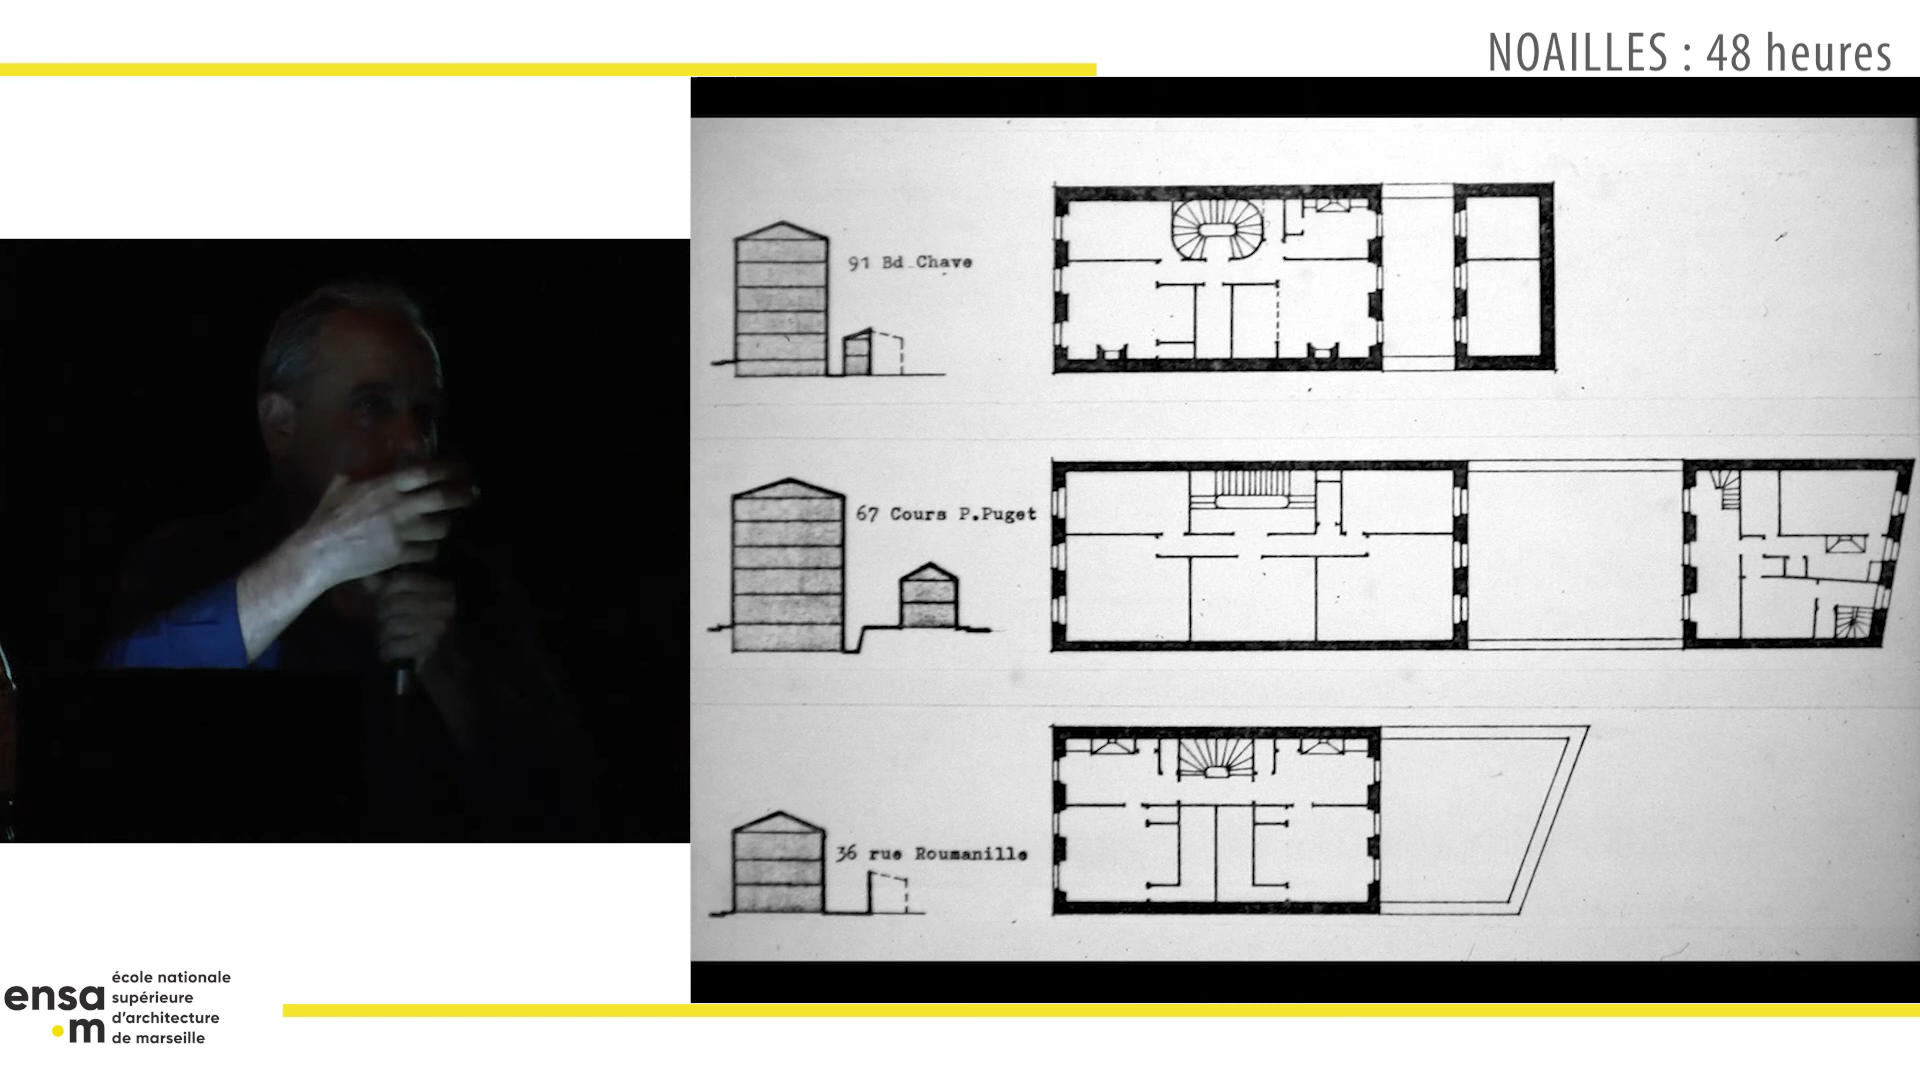 NOAILLES : 48 heures
91 Bd Chave
67 Cours P.Puget
36 rue Roumanille
ensa
•m
école nationale
supérieure
d'architecture
de marseille